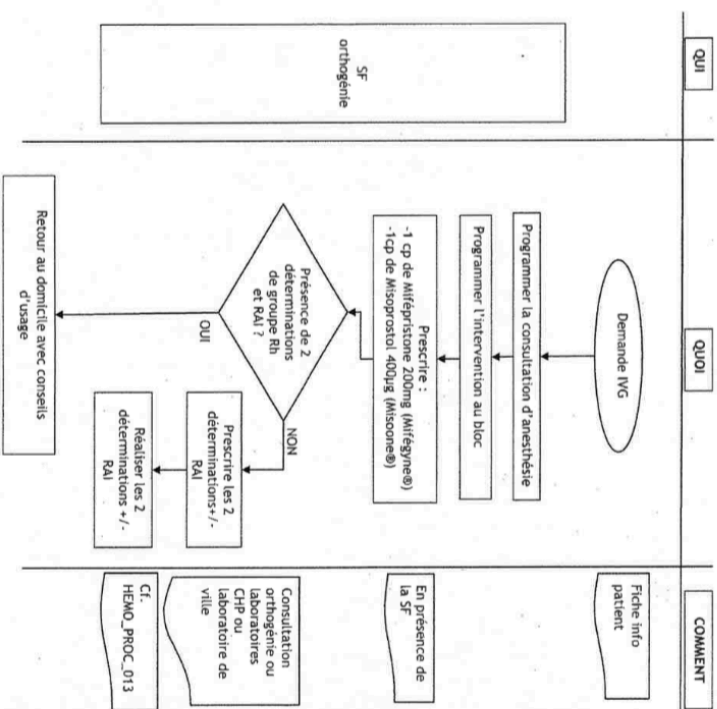 QUI
QUOI
COMMENT
SF
orthogénie
Demande IVG
Fiche info
patient
Programmer la consultation d'anesthésie
Programmer l'intervention au bloc
Prescrire :
-1 cp de Mifépristone 200mg (Mifégyne®)
-1cp de Misoprostol 400µg (Misoone®)
En présence de
la SF
Présence de 2
déterminations
de groupe Rh
et RAI ?
NON
OUI
Prescrire les 2
déterminations+/-
RAI
Consultation
orthogénie ou
laboratoires
CHP ou
laboratoire de
ville
Réaliser les 2
déterminations +/-
RAI
Cf.
HEMO_PROC_013
Retour au domicile avec conseils
d'usage